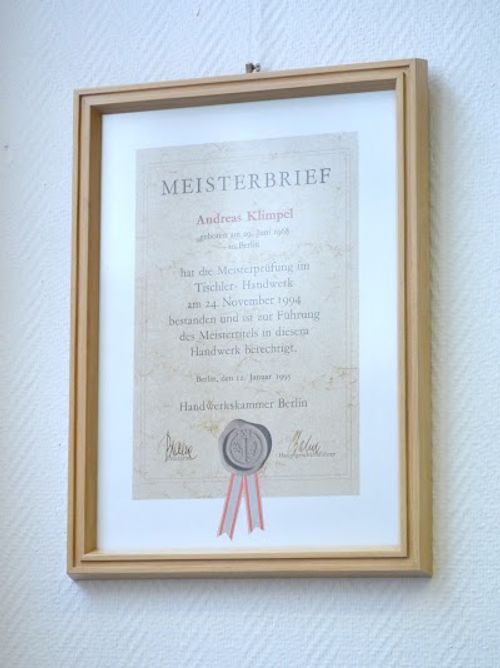 MEISTERBRIEF
Andreas Klimpel
geboren am 29. Juni 1968
in Berlin
hat die Meisterprüfung im
Tischler- Handwerk
am 24. November 1994
bestanden und ist zur Führung
des Meistertitels in diesem
Handwerk berechtigt.
Berlin, den 12. Januar 1995
Handwerkskammer Berlin
Hauptgeschäftsführer